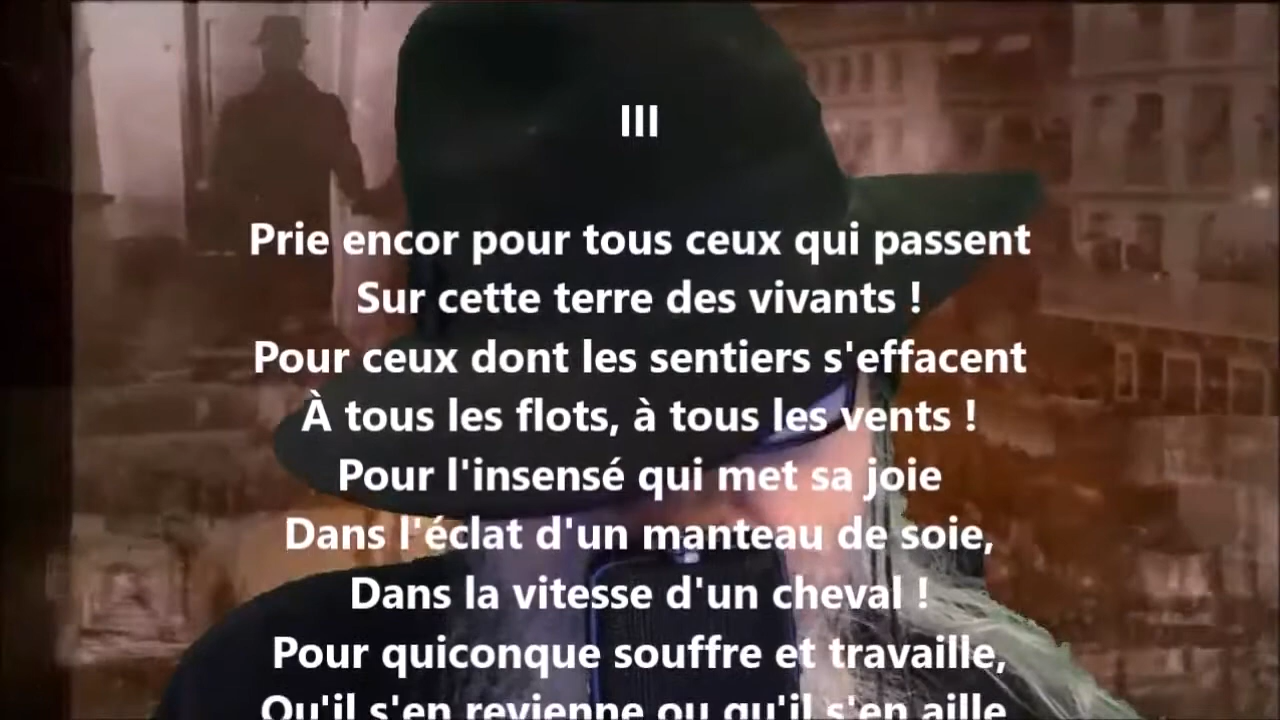 III
Prie encor pour tous ceux qui passent
Sur cette terre des vivants !
Pour ceux dont les sentiers s'effacent
À tous les flots, à tous les vents !
Pour l'insensé qui met sa joie
Dans l'éclat d'un manteau de soie,
Dans la vitesse d'un cheval !
Pour quiconque souffre et travaille,
Qu'il s'en revienne ou qu'il s'en aille